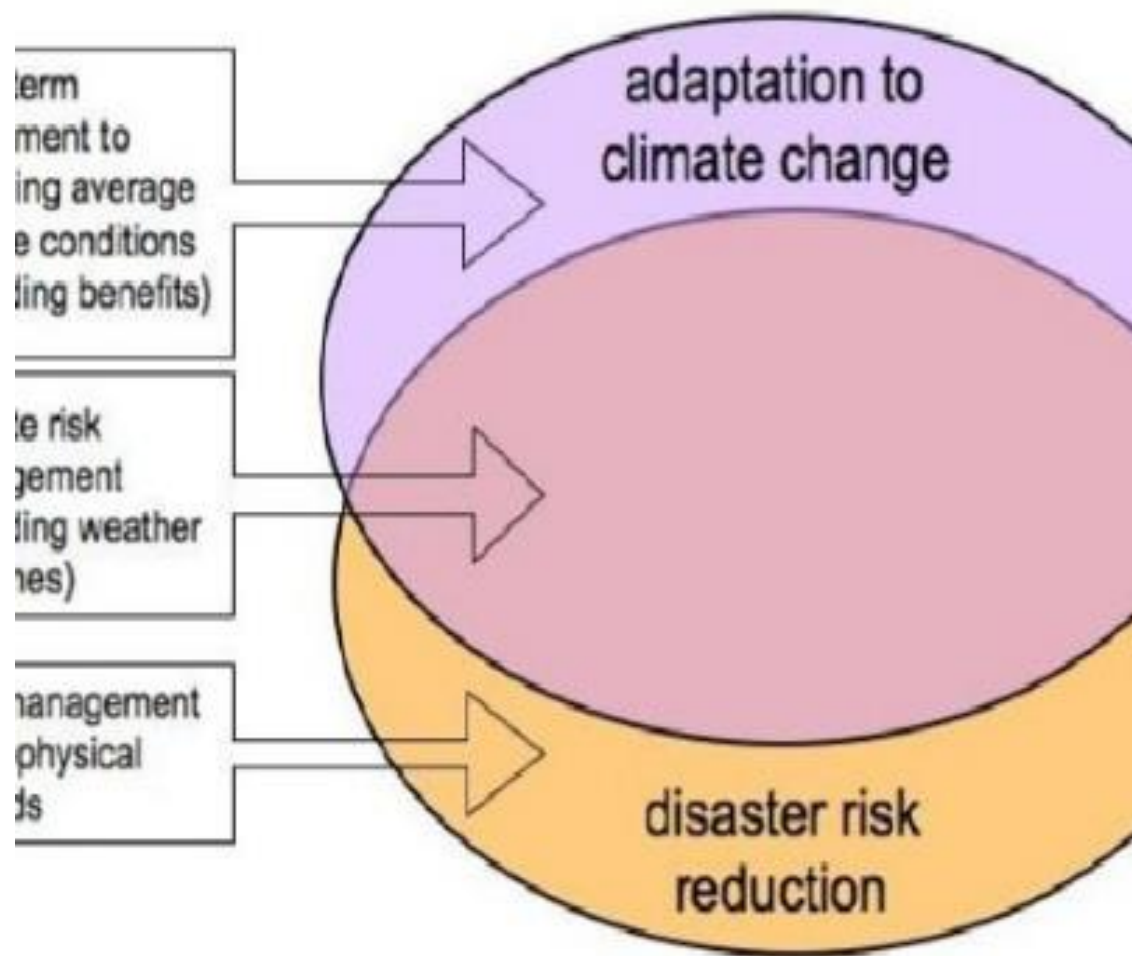 term
ment to
ing average
e conditions
ding benefits)
te risk
gement
ding weather
nes)
management
physical
ds
adaptation to
climate change
disaster risk
reduction